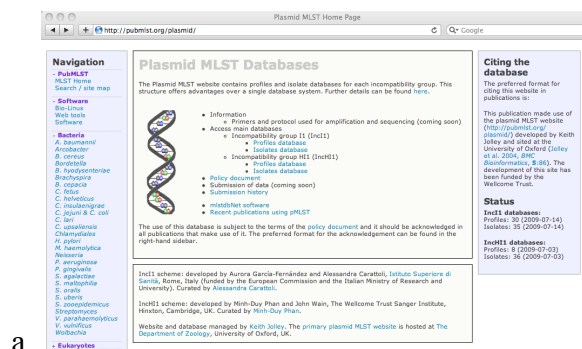 Plasmid MLST Home Page
http://pubmlst.org/plasmid/
Google
Navigation
- PubMLST
MLST Home
Search / site map
- Software
Bio-Linux
Web tools
Software
- Bacteria
A. baumannii
Arcobacter
B. cereus
Bordetella
B. hyodysenteriae
Brachyspira
B. cepacia
C. fetus
C. helveticus
C. insulaenigrae
C. jejuni & C. coli
C. lari
C. upsaliensis
Chlamydiales
H. pylori
M. haemolytica
Neisseria
P. aeruginosa
P. gingivalis
S. agalactiae
S. maltophilia
S. oralis
S. uberis
S. zooepidemicus
Streptomyces
V. parahaemolyticus
V. vulnificus
Wolbachia
+ Eukaryotes
Plasmid MLST Databases
The Plasmid MLST website contains profiles and isolate databases for each incompatibility group. This
structure offers advantages over a single database system. Further details can be found here.
Information
Primers and protocol used for amplification and sequencing (coming soon)
Access main databases
Incompatibility group I1 (IncI1)
Profiles database
Isolates database
Incompatibility group HI1 (IncHI1)
Profiles database
Isolates database
Policy document
Submission of data (coming soon)
mlstdbNet software
Recent publications using pMLST
The use of this database is subject to the terms of the policy document and it should be acknowledged in
all publications that make use of it. The preferred format for the acknowledgement can be found in the
right-hand sidebar.
IncI1 scheme: developed by Aurora García-Fernández and Alessandra Carattoli, Istituto Superiore di
Sanità, Rome, Italy (funded by the European Commission and the Italian Ministry of Research and
University). Curated by Alessandra Carattoli.
IncHI1 scheme: developed by Minh-Duy Phan and John Wain, The Wellcome Trust Sanger Institute,
Hinxton, Cambridge, UK. Curated by Minh-Duy Phan.
Website and database managed by Keith Jolley. The primary plasmid MLST website is hosted at The
Department of Zoology, University of Oxford, UK.
Citing the
database
The preferred format for
citing this website in
publications is:
This publication made use of
the plasmid MLST website
(http://pubmlst.org/
plasmid/) developed by Keith
Jolley and sited at the
University of Oxford (Jolley
et al. 2004, BMC
Bioinformatics, 5:86). The
development of this site has
been funded by the
Wellcome Trust.
Status
IncI1 databases:
Profiles: 30 (2009-07-14)
Isolates: 35 (2009-07-14)
IncHI1 databases:
Profiles: 8 (2009-07-03)
Isolates: 36 (2009-07-03)
a